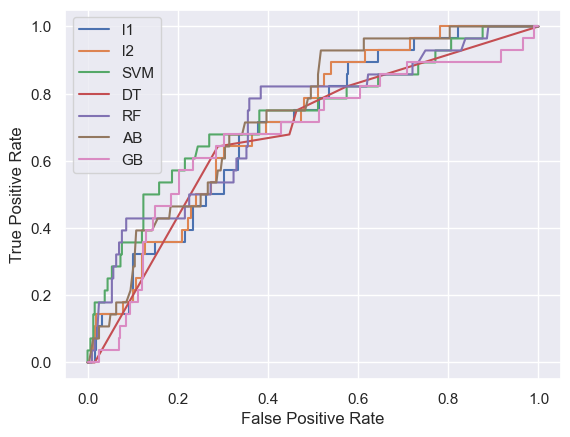 l1
l2
SVM
DT
RF
AB
GB
1.0
0.8
0.6
0.4
0.2
0.0
True Positive Rate
0.0 0.2 0.4 0.6 0.8 1.0
False Positive Rate